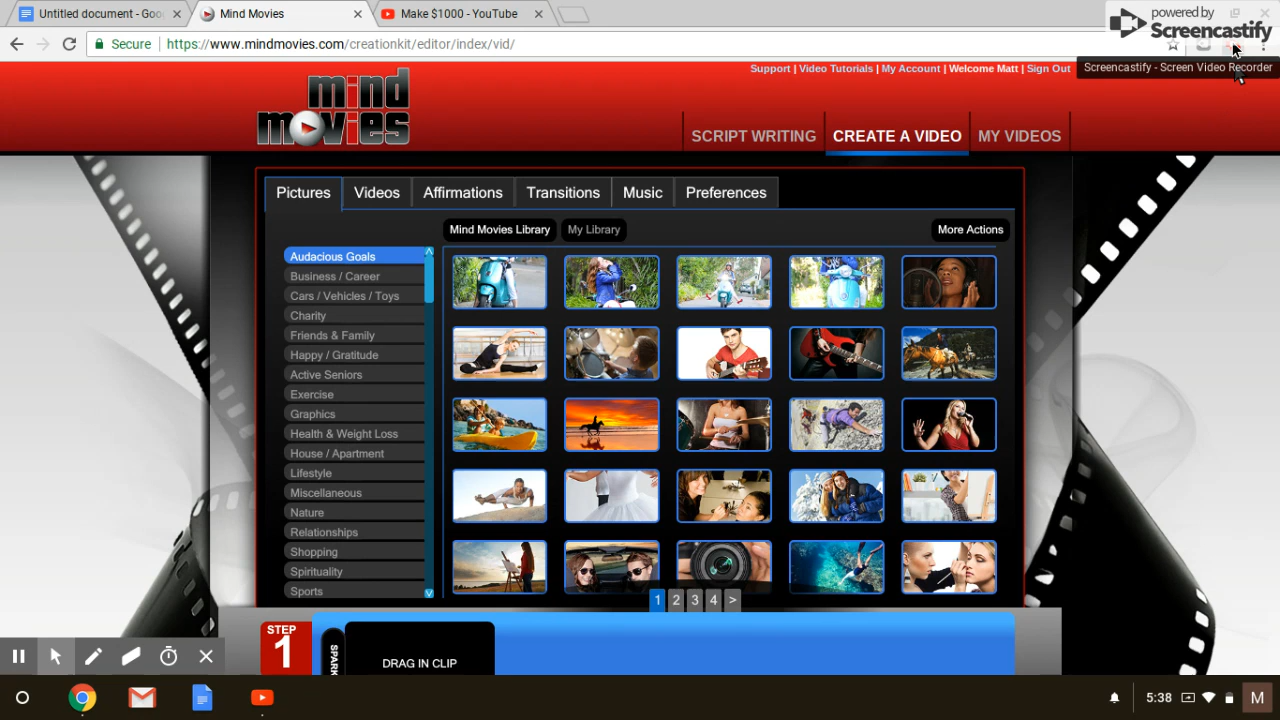 Untitled document - Goo
Mind Movies
Make $1000 - YouTube
powered by
Screencastify
Secure
https://www.mindmovies.com/creationkit/editor/index/vid/
Support | Video Tutorials | My Account | Welcome Matt | Sign Out
Screencastify - Screen Video Recorder
mind
movies
SCRIPT WRITING
CREATE A VIDEO
MY VIDEOS
Pictures
Videos
Affirmations
Transitions
Music
Preferences
Mind Movies Library
My Library
More Actions
Audacious Goals
Business / Career
Cars / Vehicles / Toys
Charity
Friends & Family
Happy / Gratitude
Active Seniors
Exercise
Graphics
Health & Weight Loss
House / Apartment
Lifestyle
Miscellaneous
Nature
Relationships
Shopping
Spirituality
Sports
1 2 3 4 >
STEP
1
SPARK
DRAG IN CLIP
5:38
M